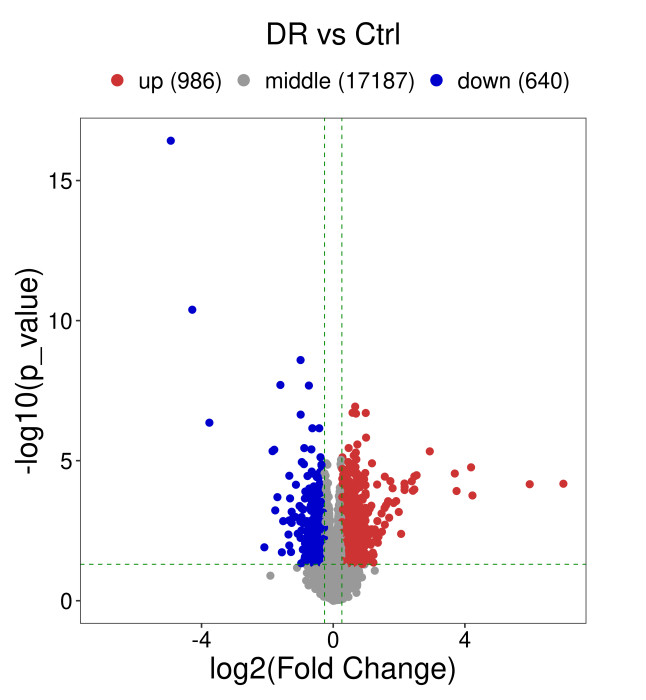 DR vs Ctrl
up (986) middle (17187) down (640)
15
10
5
0
-log10(p_value)
-4 0 4
log2(Fold Change)